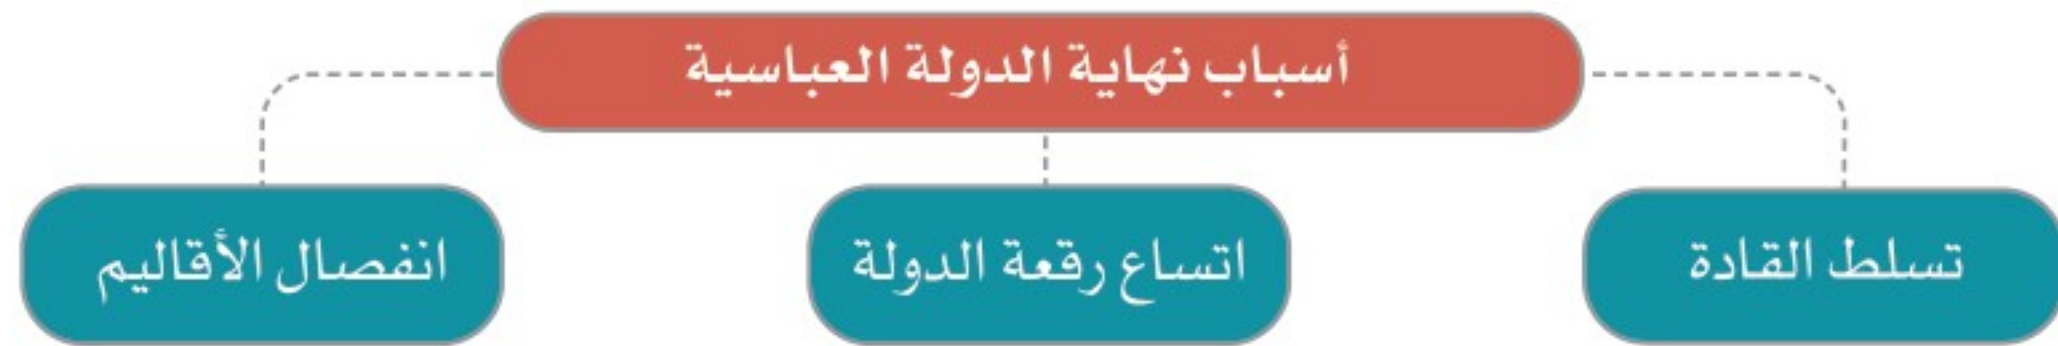 أسباب نهاية الدولة العباسية
تسلط القادة
اتساع رقعة الدولة
انفصال الأقاليم